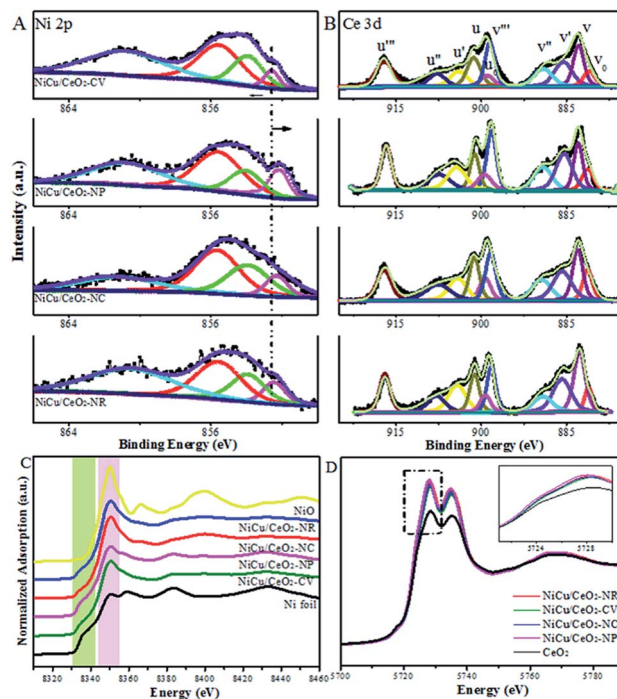 A
Ni 2p
NiCu/CeO₂-CV
864
856
NiCu/CeO₂-NP
864
856
NiCu/CeO₂-NC
864
856
NiCu/CeO₂-NR
864
856
Binding Energy (eV)
Intensity (a.u.)
B
Ce 3d
u'''
u''
u'
u
v'''
u₀
v''
v'
v
v₀
915
900
885
915
900
885
915
900
885
915
900
885
Binding Energy (eV)
C
Normalized Adsorption (a.u.)
NiO
NiCu/CeO₂-NR
NiCu/CeO₂-NC
NiCu/CeO₂-NP
NiCu/CeO₂-CV
Ni foil
8320
8340
8360
8380
8400
8420
8440
8460
Energy (eV)
D
5724
5728
NiCu/CeO₂-NR
NiCu/CeO₂-CV
NiCu/CeO₂-NC
NiCu/CeO₂-NP
CeO₂
5700
5720
5740
5760
5780
Energy (eV)